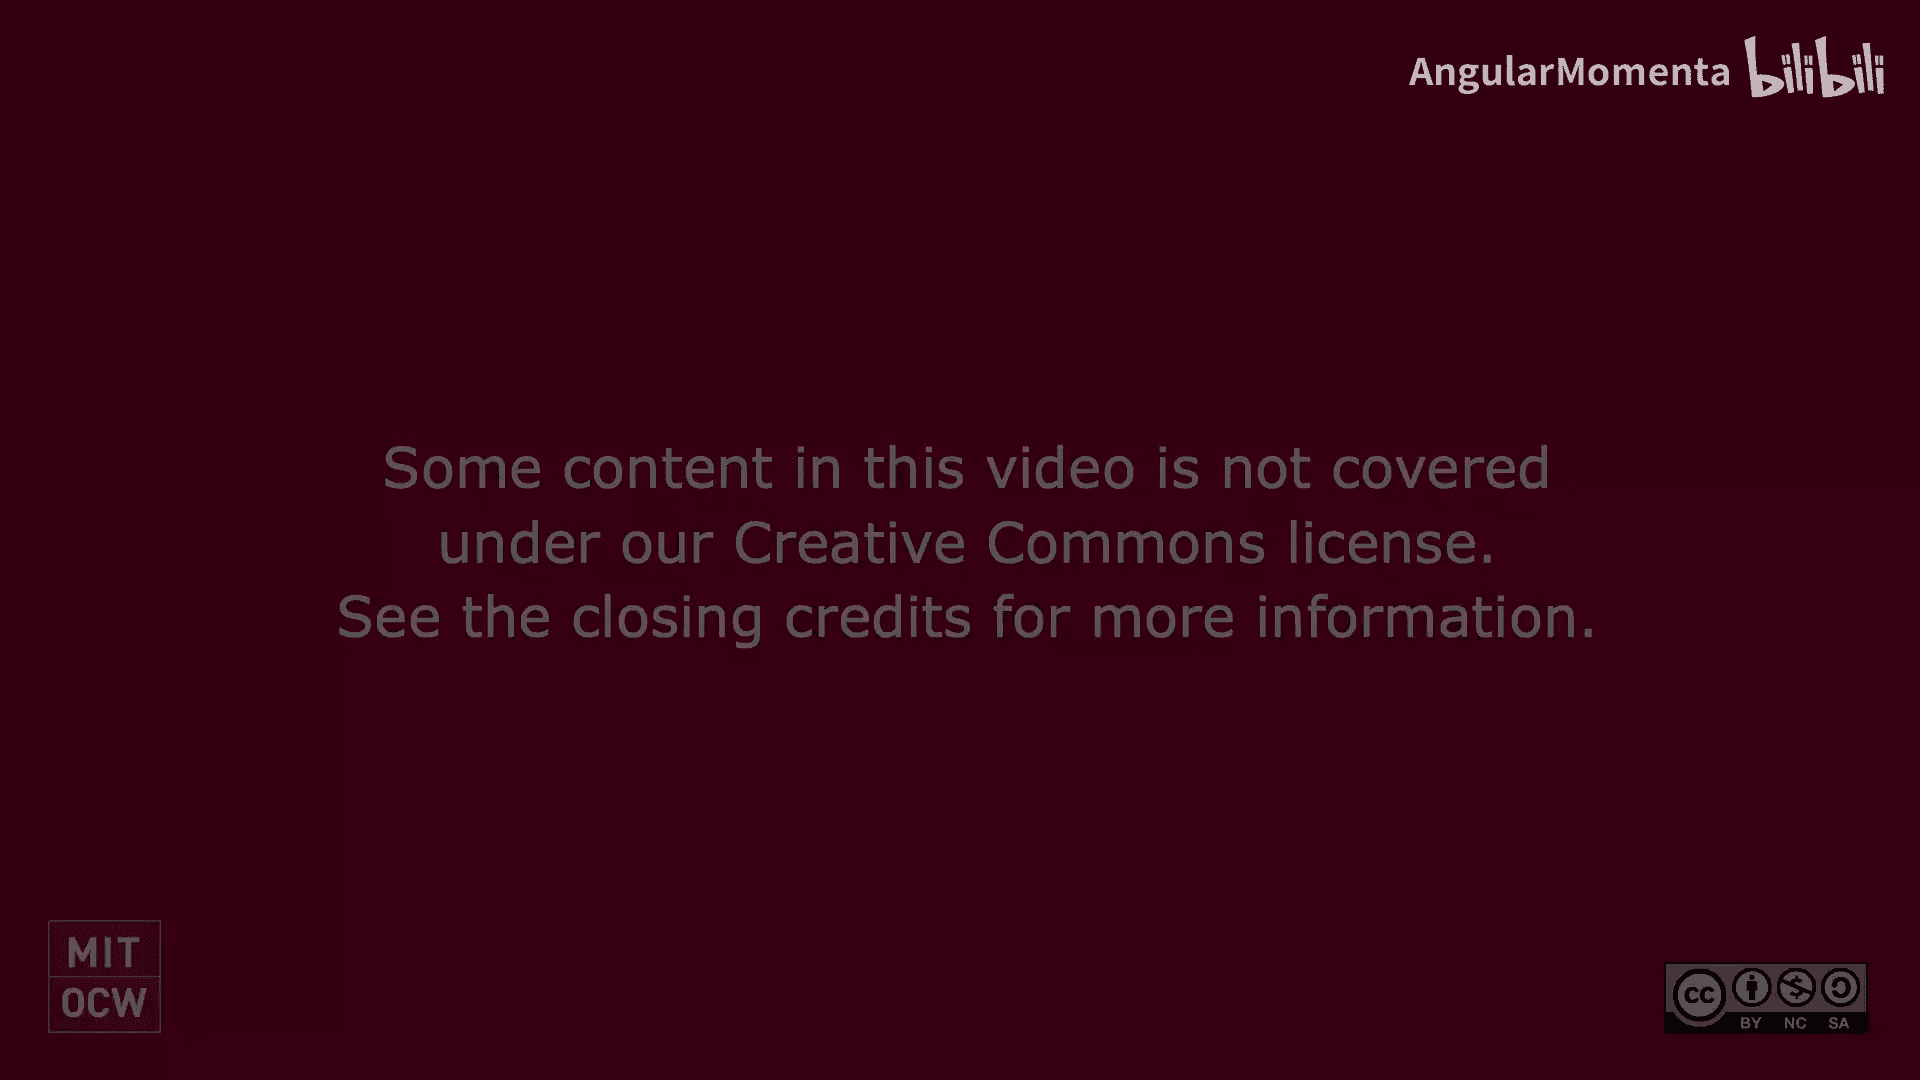 AngularMomenta bilibili
Some content in this video is not covered
under our Creative Commons license.
See the closing credits for more information.
MIT
OCW
cc
BY NC SA